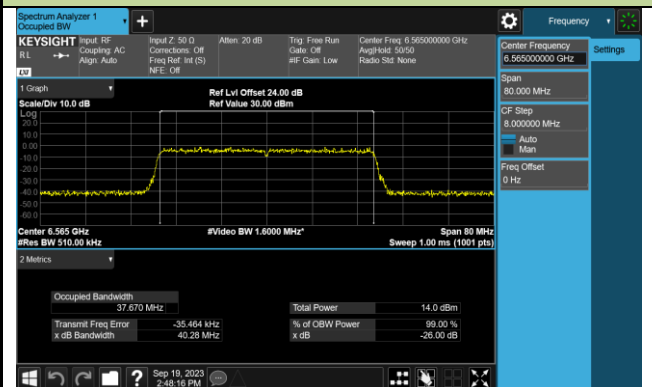 Spectrum Analyzer 1
Occupied BW
Frequency
KEYSIGHT
R L
LXI
Input: RF
Coupling: AC
Align: Auto
Input Z: 50 Ω
Corrections: Off
Freq Ref: Int (S)
NFE: Off
Atten: 20 dB
Trig: Free Run
Gate: Off
#IF Gain: Low
Center Freq: 6.565000000 GHz
Avg|Hold: 50/50
Radio Std: None
Center Frequency
6.565000000 GHz
Settings
Span
80.000 MHz
CF Step
8.000000 MHz
Auto
Man
Freq Offset
0 Hz
1 Graph
Scale/Div 10.0 dB
Ref Lvl Offset 24.00 dB
Ref Value 30.00 dBm
Log
20.0
10.0
0.00
-10.0
-20.0
-30.0
-40.0
-50.0
-60.0
Center 6.565 GHz
#Video BW 1.6000 MHz*
Span 80 MHz
#Res BW 510.00 kHz
Sweep 1.00 ms (1001 pts)
2 Metrics
Occupied Bandwidth
37.670 MHz
Total Power 14.0 dBm
Transmit Freq Error -35.464 kHz
% of OBW Power 99.00 %
x dB Bandwidth 40.28 MHz
x dB -26.00 dB
?
Sep 19, 2023
2:48:16 PM